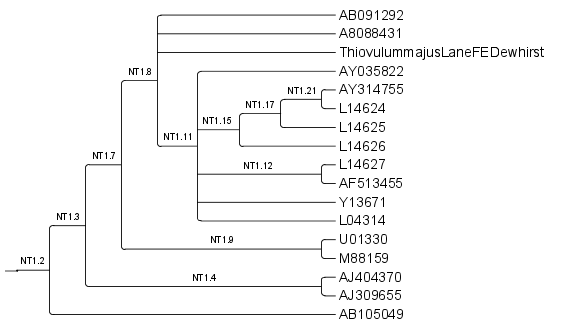 AB091292
A8088431
NT1.8
ThiovulummajusLaneFEDewhirst
AY035822
NT1.21
AY314755
NT1.17
L14624
NT1.15
L14625
NT1.11
L14626
NT1.7
NT1.12
L14627
AF513455
Y13671
NT1.3
L04314
NT1.9
U01330
M88159
NT1.2
NT1.4
AJ404370
AJ309655
AB105049